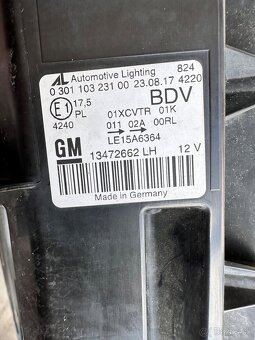 AL Automotive Lighting 824
0 301 103 231 00 23.08.17 4220
E1 17,5 01XCVTR 01K BDV
PL 011 02A 00RL
4240 LE15A6364
GM 13472662 LH 12 V
Made in Germany